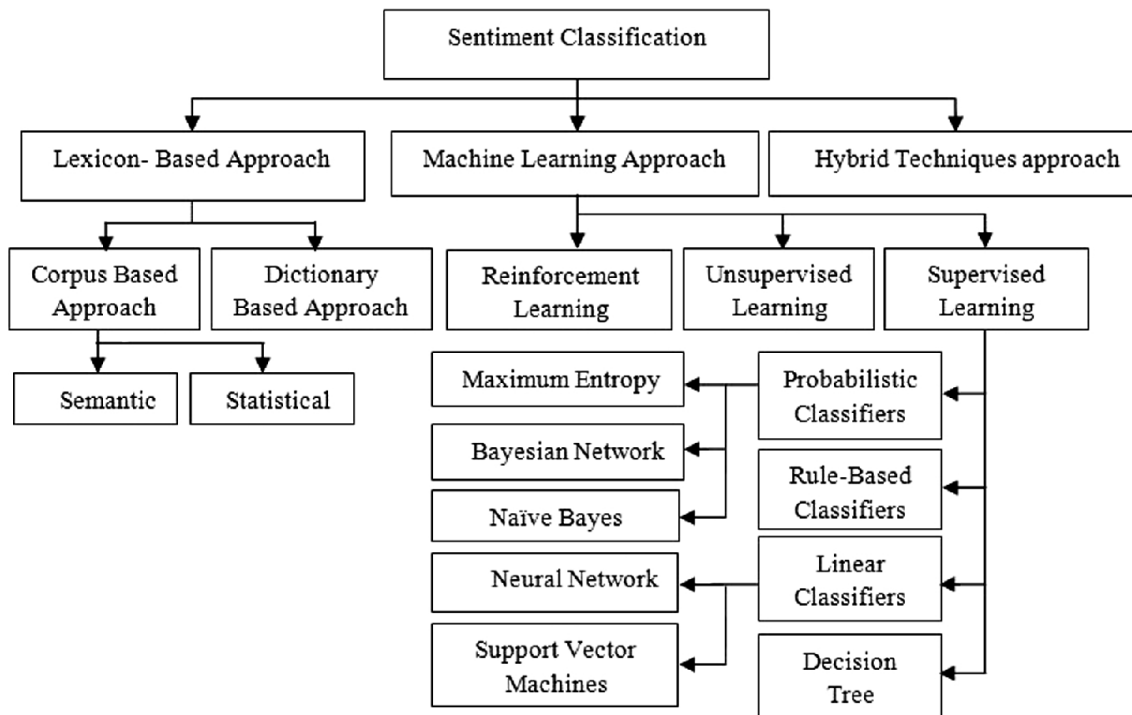 Sentiment Classification
Lexicon- Based Approach
Machine Learning Approach
Hybrid Techniques approach
Corpus Based
Approach
Dictionary
Based Approach
Reinforcement
Learning
Unsupervised
Learning
Supervised
Learning
Semantic
Statistical
Maximum Entropy
Bayesian Network
Naïve Bayes
Neural Network
Support Vector
Machines
Probabilistic
Classifiers
Rule-Based
Classifiers
Linear
Classifiers
Decision
Tree